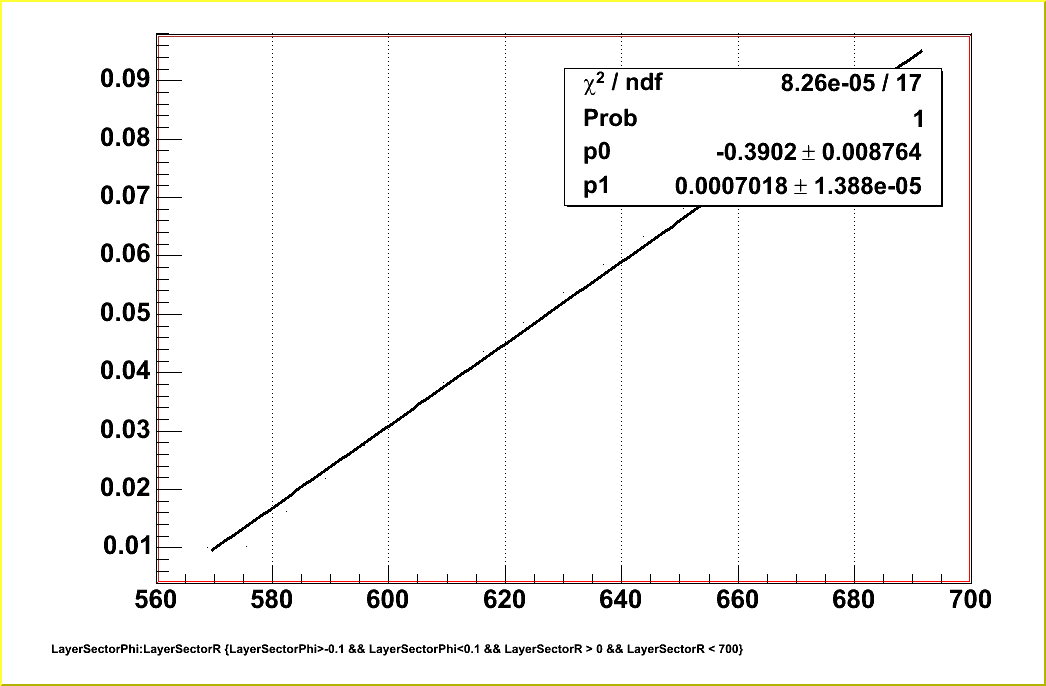 0.09
0.08
0.07
0.06
0.05
0.04
0.03
0.02
0.01
χ² / ndf 8.26e-05 / 17
Prob 1
p0 -0.3902 ± 0.008764
p1 0.0007018 ± 1.388e-05
560 580 600 620 640 660 680 700
LayerSectorPhi:LayerSectorR {LayerSectorPhi>-0.1 && LayerSectorPhi<0.1 && LayerSectorR > 0 && LayerSectorR < 700}